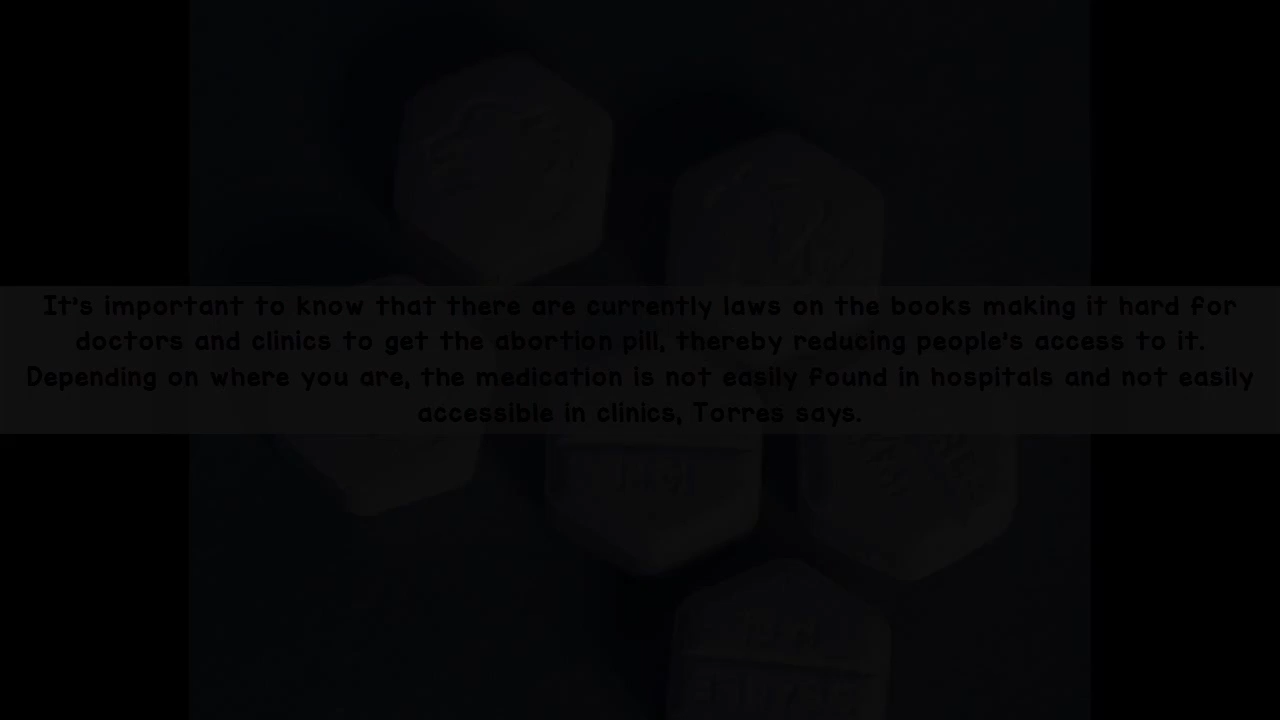 It's important to know that there are currently laws on the books making it hard for
doctors and clinics to get the abortion pill, thereby reducing people's access to it.
Depending on where you are, the medication is not easily found in hospitals and not easily
accessible in clinics, Torres says.